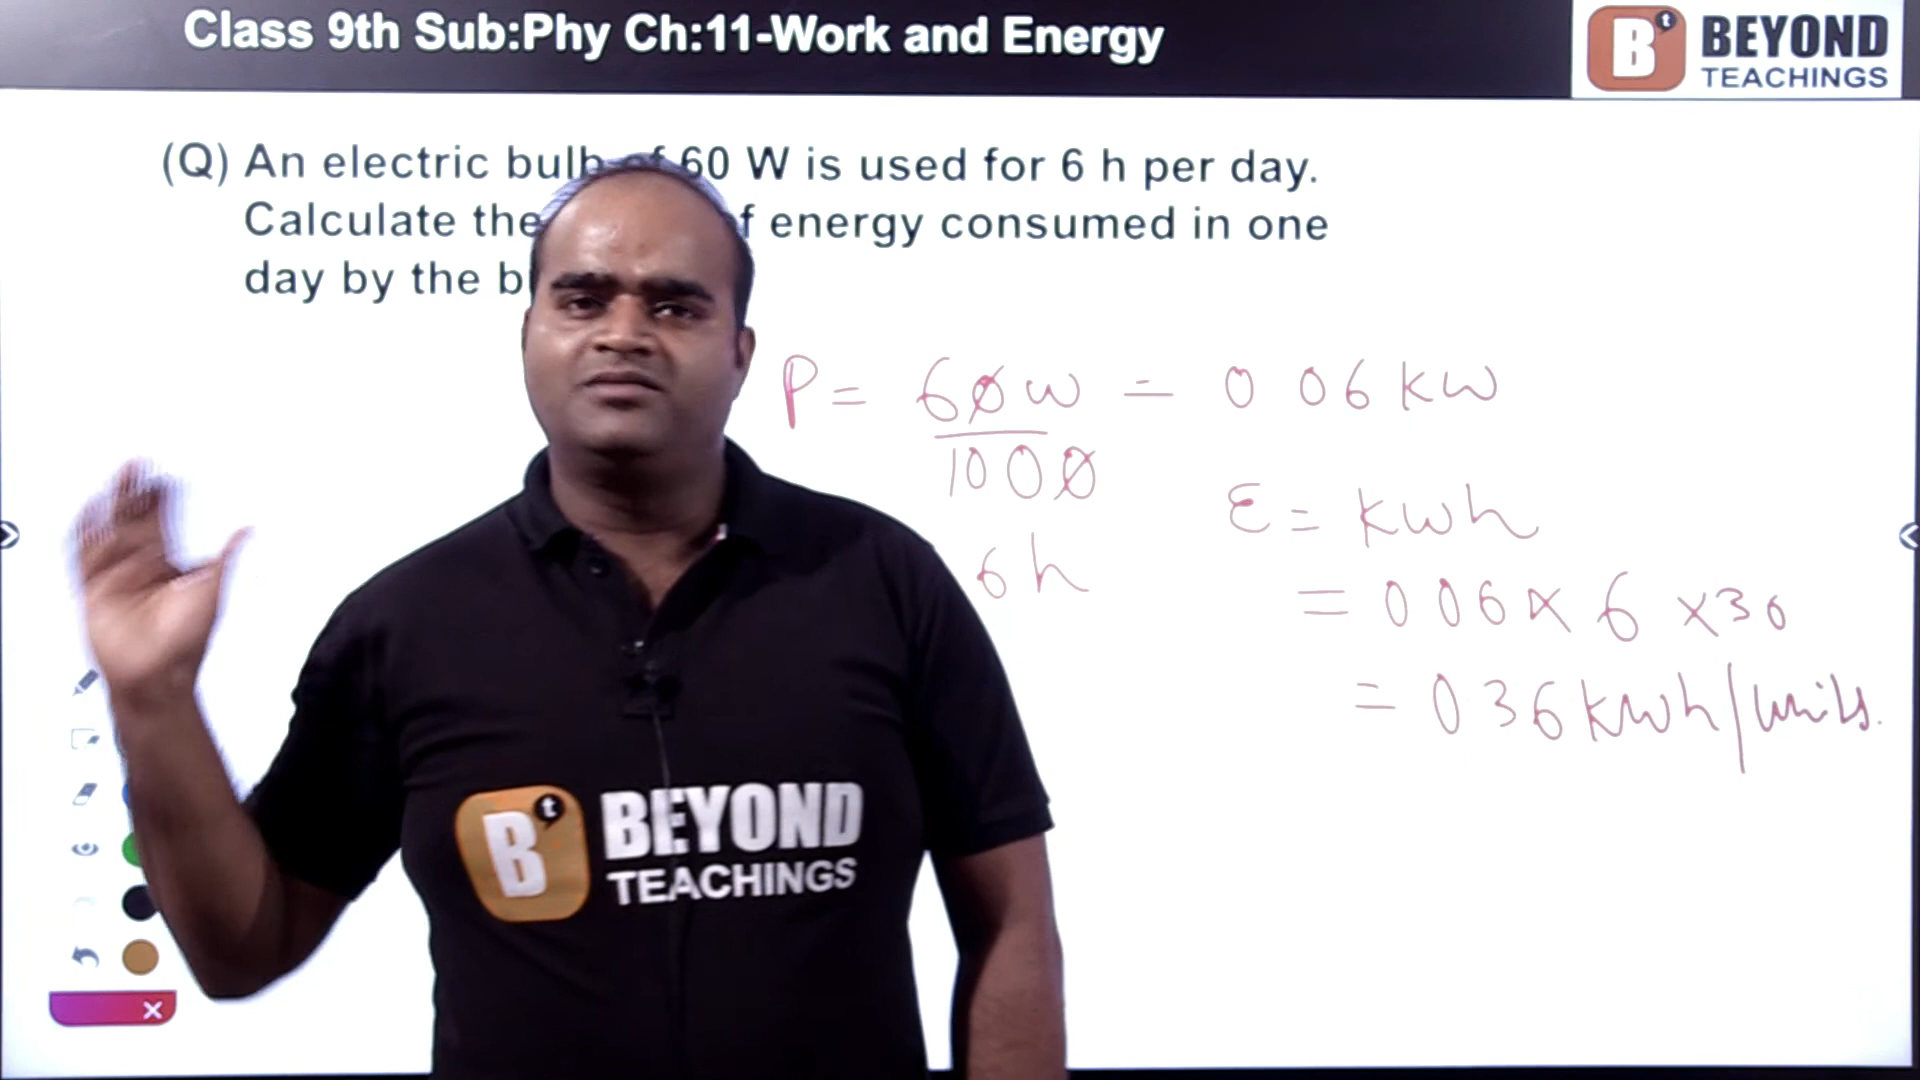 Class 9th Sub:Phy Ch:11-Work and Energy
B t BEYOND
TEACHINGS
(Q) An electric bulb of 60 W is used for 6 h per day.
Calculate the f energy consumed in one
day by the b
P = 60 W = 0 06 KW
1000
6 h
E = KWh
= 0 06 × 6 × 30
= 0 36 KWh/units.
B t BEYOND
TEACHINGS